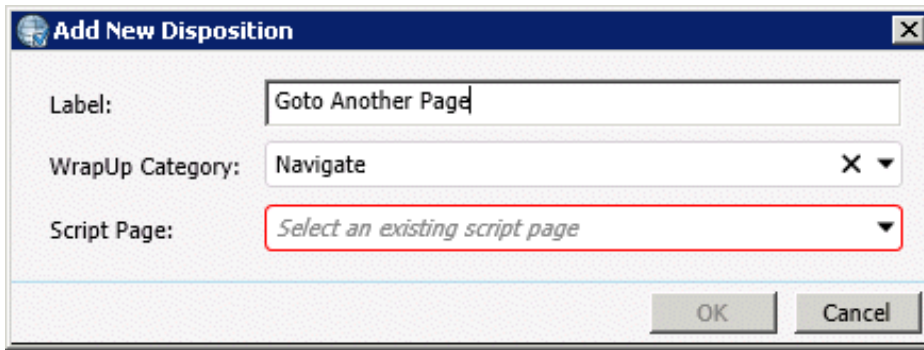 Add New Disposition
Label:
Goto Another Page
WrapUp Category:
Navigate
Script Page:
Select an existing script page
OK
Cancel